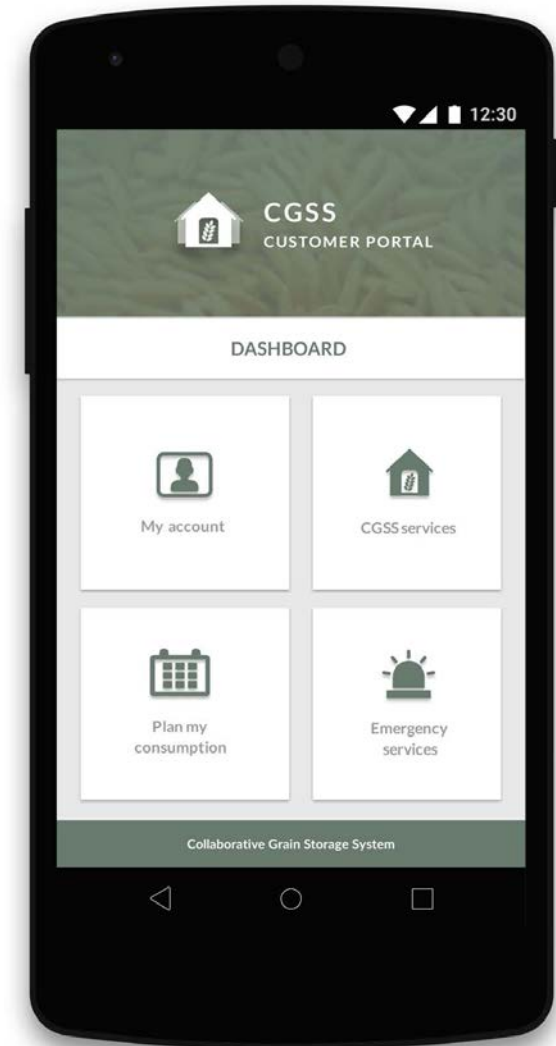 12:30
CGSS
CUSTOMER PORTAL
DASHBOARD
My account
CGSS services
Plan my
consumption
Emergency
services
Collaborative Grain Storage System